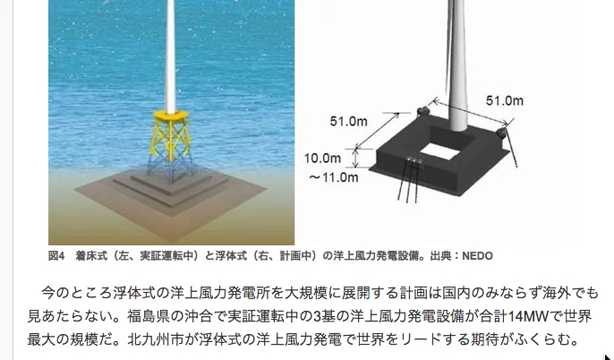 51.0m
51.0m
10.0m
～11.0m
図4　着床式（左、実証運転中）と浮体式（右、計画中）の洋上風力発電設備。出典：NEDO
　今のところ浮体式の洋上風力発電所を大規模に展開する計画は国内のみならず海外でも
見あたらない。福島県の沖合で実証運転中の3基の洋上風力発電設備が合計14MWで世界
最大の規模だ。北九州市が浮体式の洋上風力発電で世界をリードする期待がふくらむ。